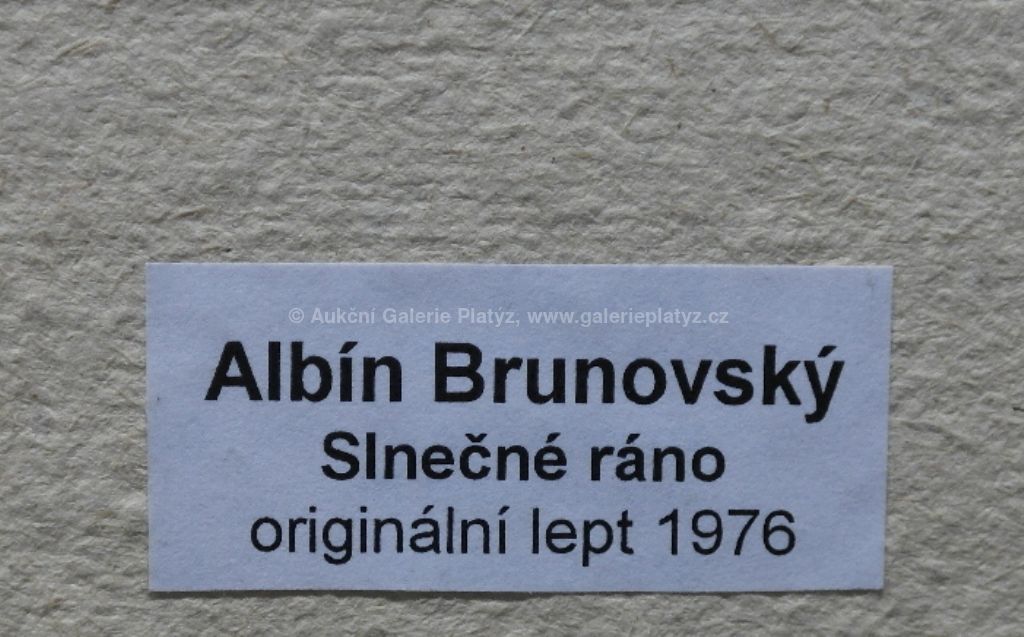 © Aukční Galerie Platýz, www.galerieplatyz.cz
Albín Brunovský
Slnečné ráno
originální lept 1976